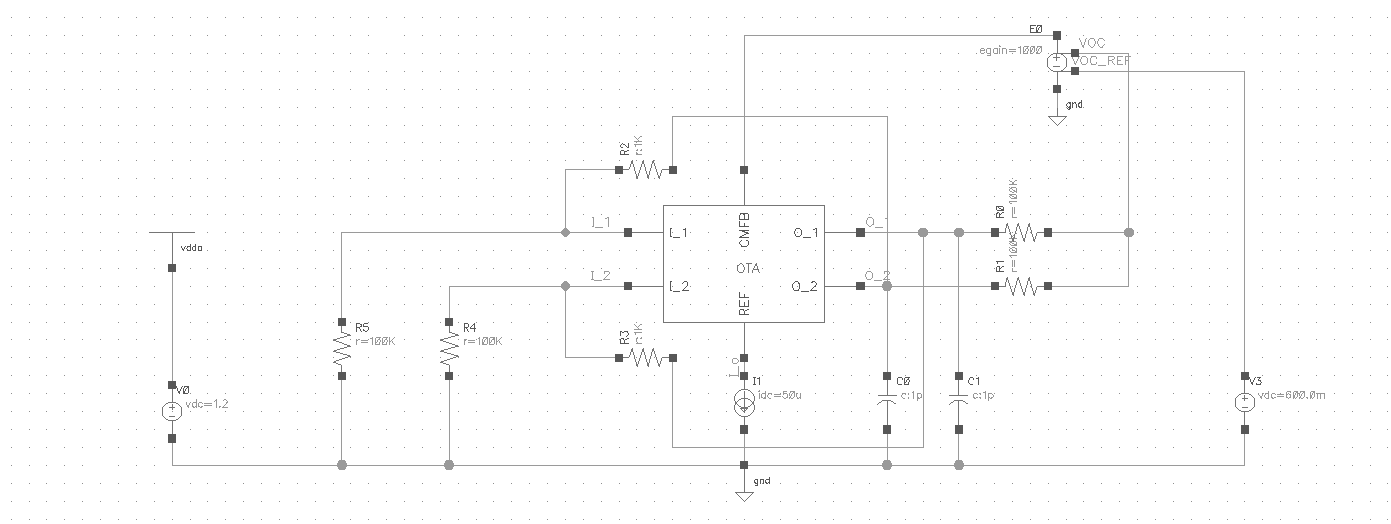 E0
egain=1000
VOC
VOC_REF
gnd
R2
r:1K
R0
r=100K
I_1
I_1
CMFB
O_1
vdda
OTA
R1
r=100K
I_2
I_2
REF
O_2
O_2
R5
r=100K
R4
r=100K
R3
r:1K
V0
vdc=1.2
I1
idc=50u
C0
c:1p
C1
c:1p
V3
vdc=600.0m
gnd